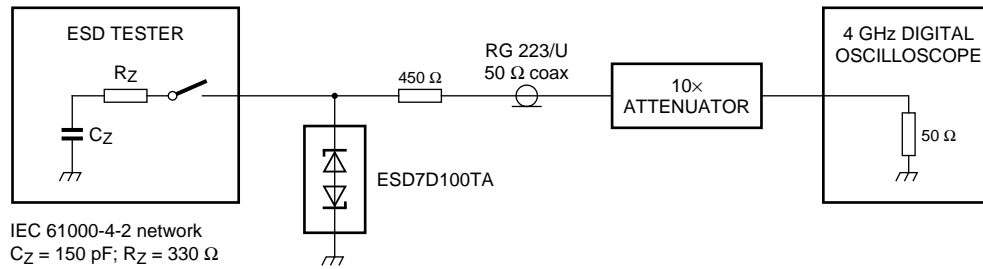 ESD TESTER
RZ
CZ
IEC 61000-4-2 network
CZ = 150 pF; RZ = 330 Ω
450 Ω
RG 223/U
50 Ω coax
ESD7D100TA
10×
ATTENUATOR
4 GHz DIGITAL
OSCILLOSCOPE
50 Ω